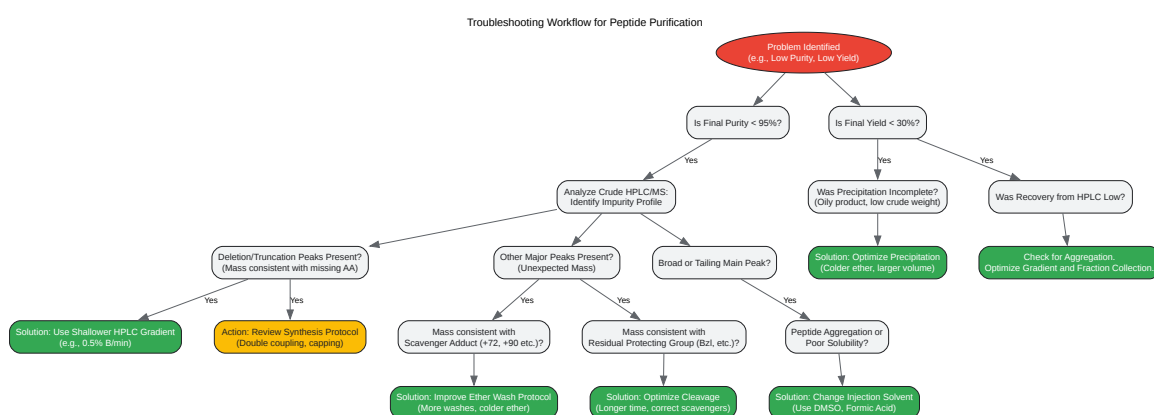 Troubleshooting Workflow for Peptide Purification
Problem Identified
(e.g., Low Purity, Low Yield)
Is Final Purity < 95%?
Is Final Yield < 30%?
Yes
Yes
Yes
Analyze Crude HPLC/MS:
Identify Impurity Profile
Was Precipitation Incomplete?
(Oily product, low crude weight)
Was Recovery from HPLC Low?
Deletion/Truncation Peaks Present?
(Mass consistent with missing AA)
Other Major Peaks Present?
(Unexpected Mass)
Broad or Tailing Main Peak?
Solution: Optimize Precipitation
(Colder ether, larger volume)
Check for Aggregation.
Optimize Gradient and Fraction Collection.
Yes
Yes
Yes
Yes
Yes
Solution: Use Shallower HPLC Gradient
(e.g., 0.5% B/min)
Action: Review Synthesis Protocol
(Double coupling, capping)
Mass consistent with
Scavenger Adduct (+72, +90 etc.)?
Mass consistent with
Residual Protecting Group (Bzl, etc.)?
Peptide Aggregation or
Poor Solubility?
Solution: Improve Ether Wash Protocol
(More washes, colder ether)
Solution: Optimize Cleavage
(Longer time, correct scavengers)
Solution: Change Injection Solvent
(Use DMSO, Formic Acid)